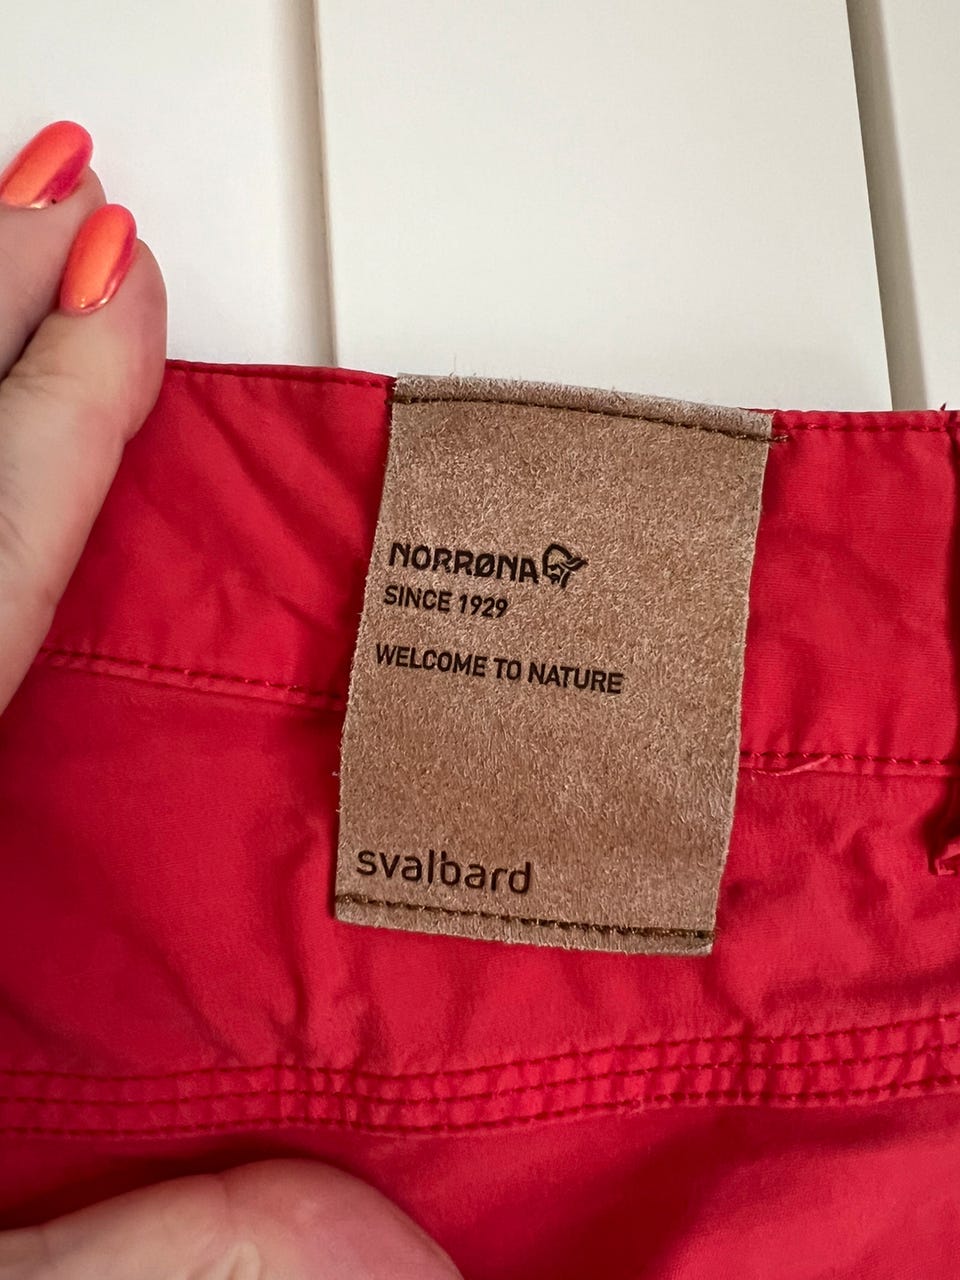 NORRØNA
SINCE 1929
WELCOME TO NATURE
svalbard